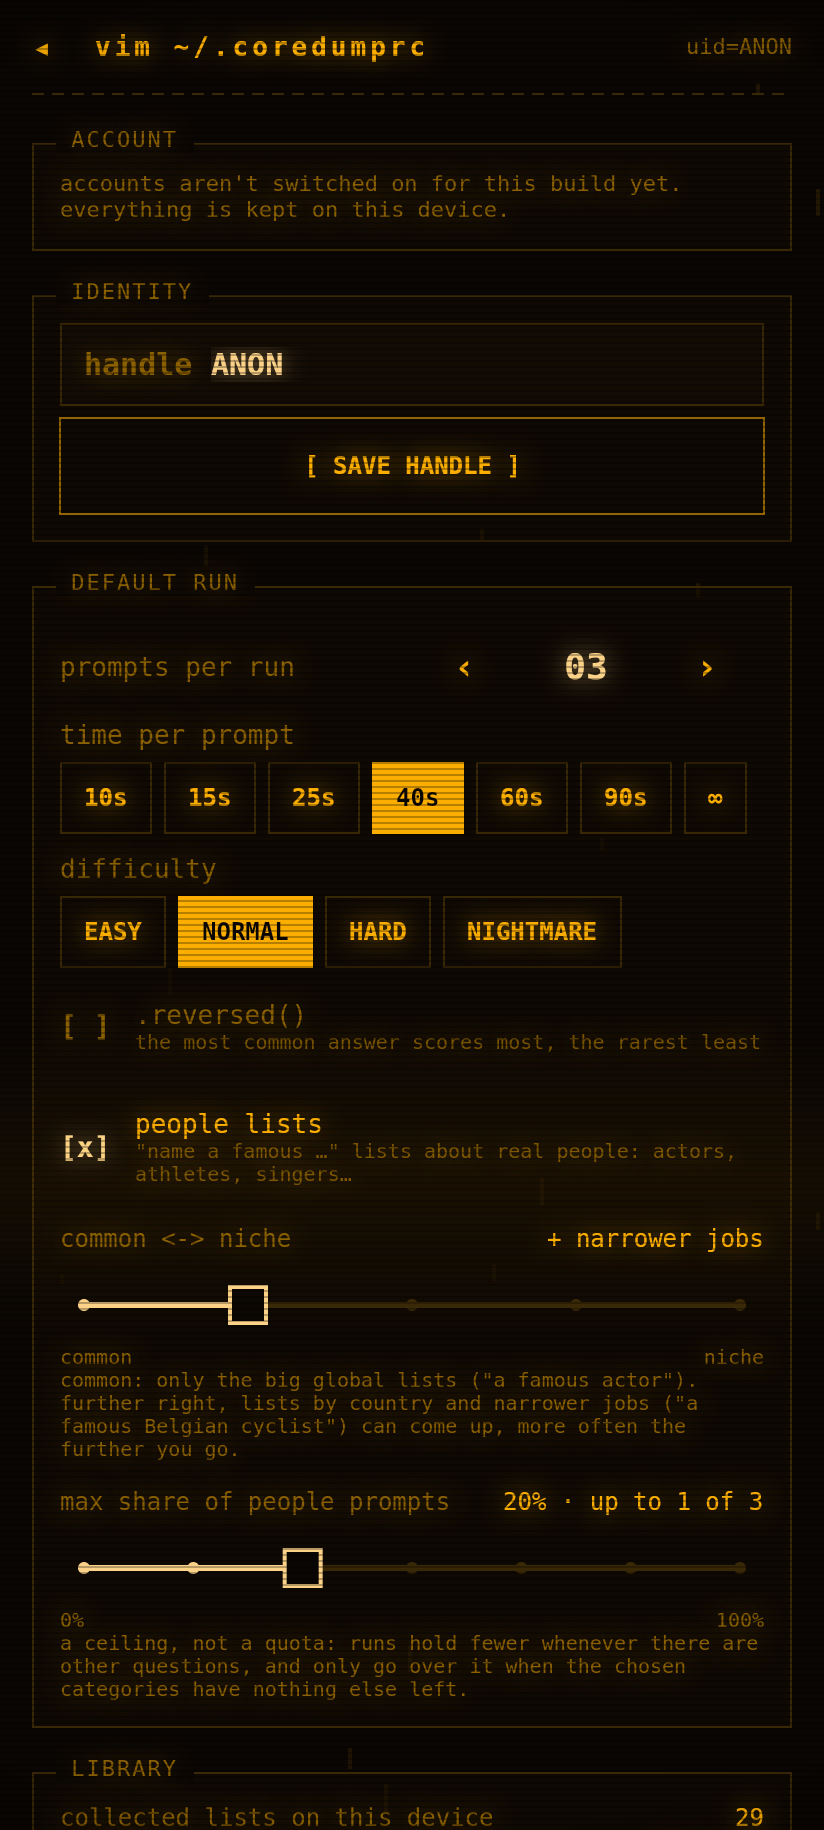 ◂ vim ~/.coredumprc uid=ANON
ACCOUNT
accounts aren't switched on for this build yet.
everything is kept on this device.
IDENTITY
handle ANON
[ SAVE HANDLE ]
DEFAULT RUN
prompts per run ‹ 03 ›
time per prompt
10s 15s 25s 40s 60s 90s ∞
difficulty
EASY NORMAL HARD NIGHTMARE
[ ] .reversed()
the most common answer scores most, the rarest least
[x] people lists
"name a famous …" lists about real people: actors,
athletes, singers…
common <-> niche + narrower jobs
common niche
common: only the big global lists ("a famous actor").
further right, lists by country and narrower jobs ("a
famous Belgian cyclist") can come up, more often the
further you go.
max share of people prompts 20% · up to 1 of 3
0% 100%
a ceiling, not a quota: runs hold fewer whenever there are
other questions, and only go over it when the chosen
categories have nothing else left.
LIBRARY
collected lists on this device 29